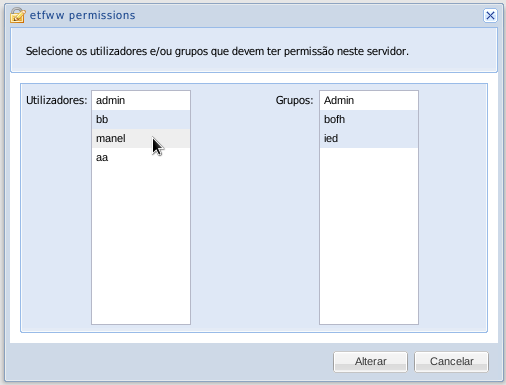 etfww permissions
Selecione os utilizadores e/ou grupos que devem ter permissão neste servidor.
Utilizadores:
admin
bb
manel
aa
Grupos:
Admin
bofh
ied
Alterar
Cancelar